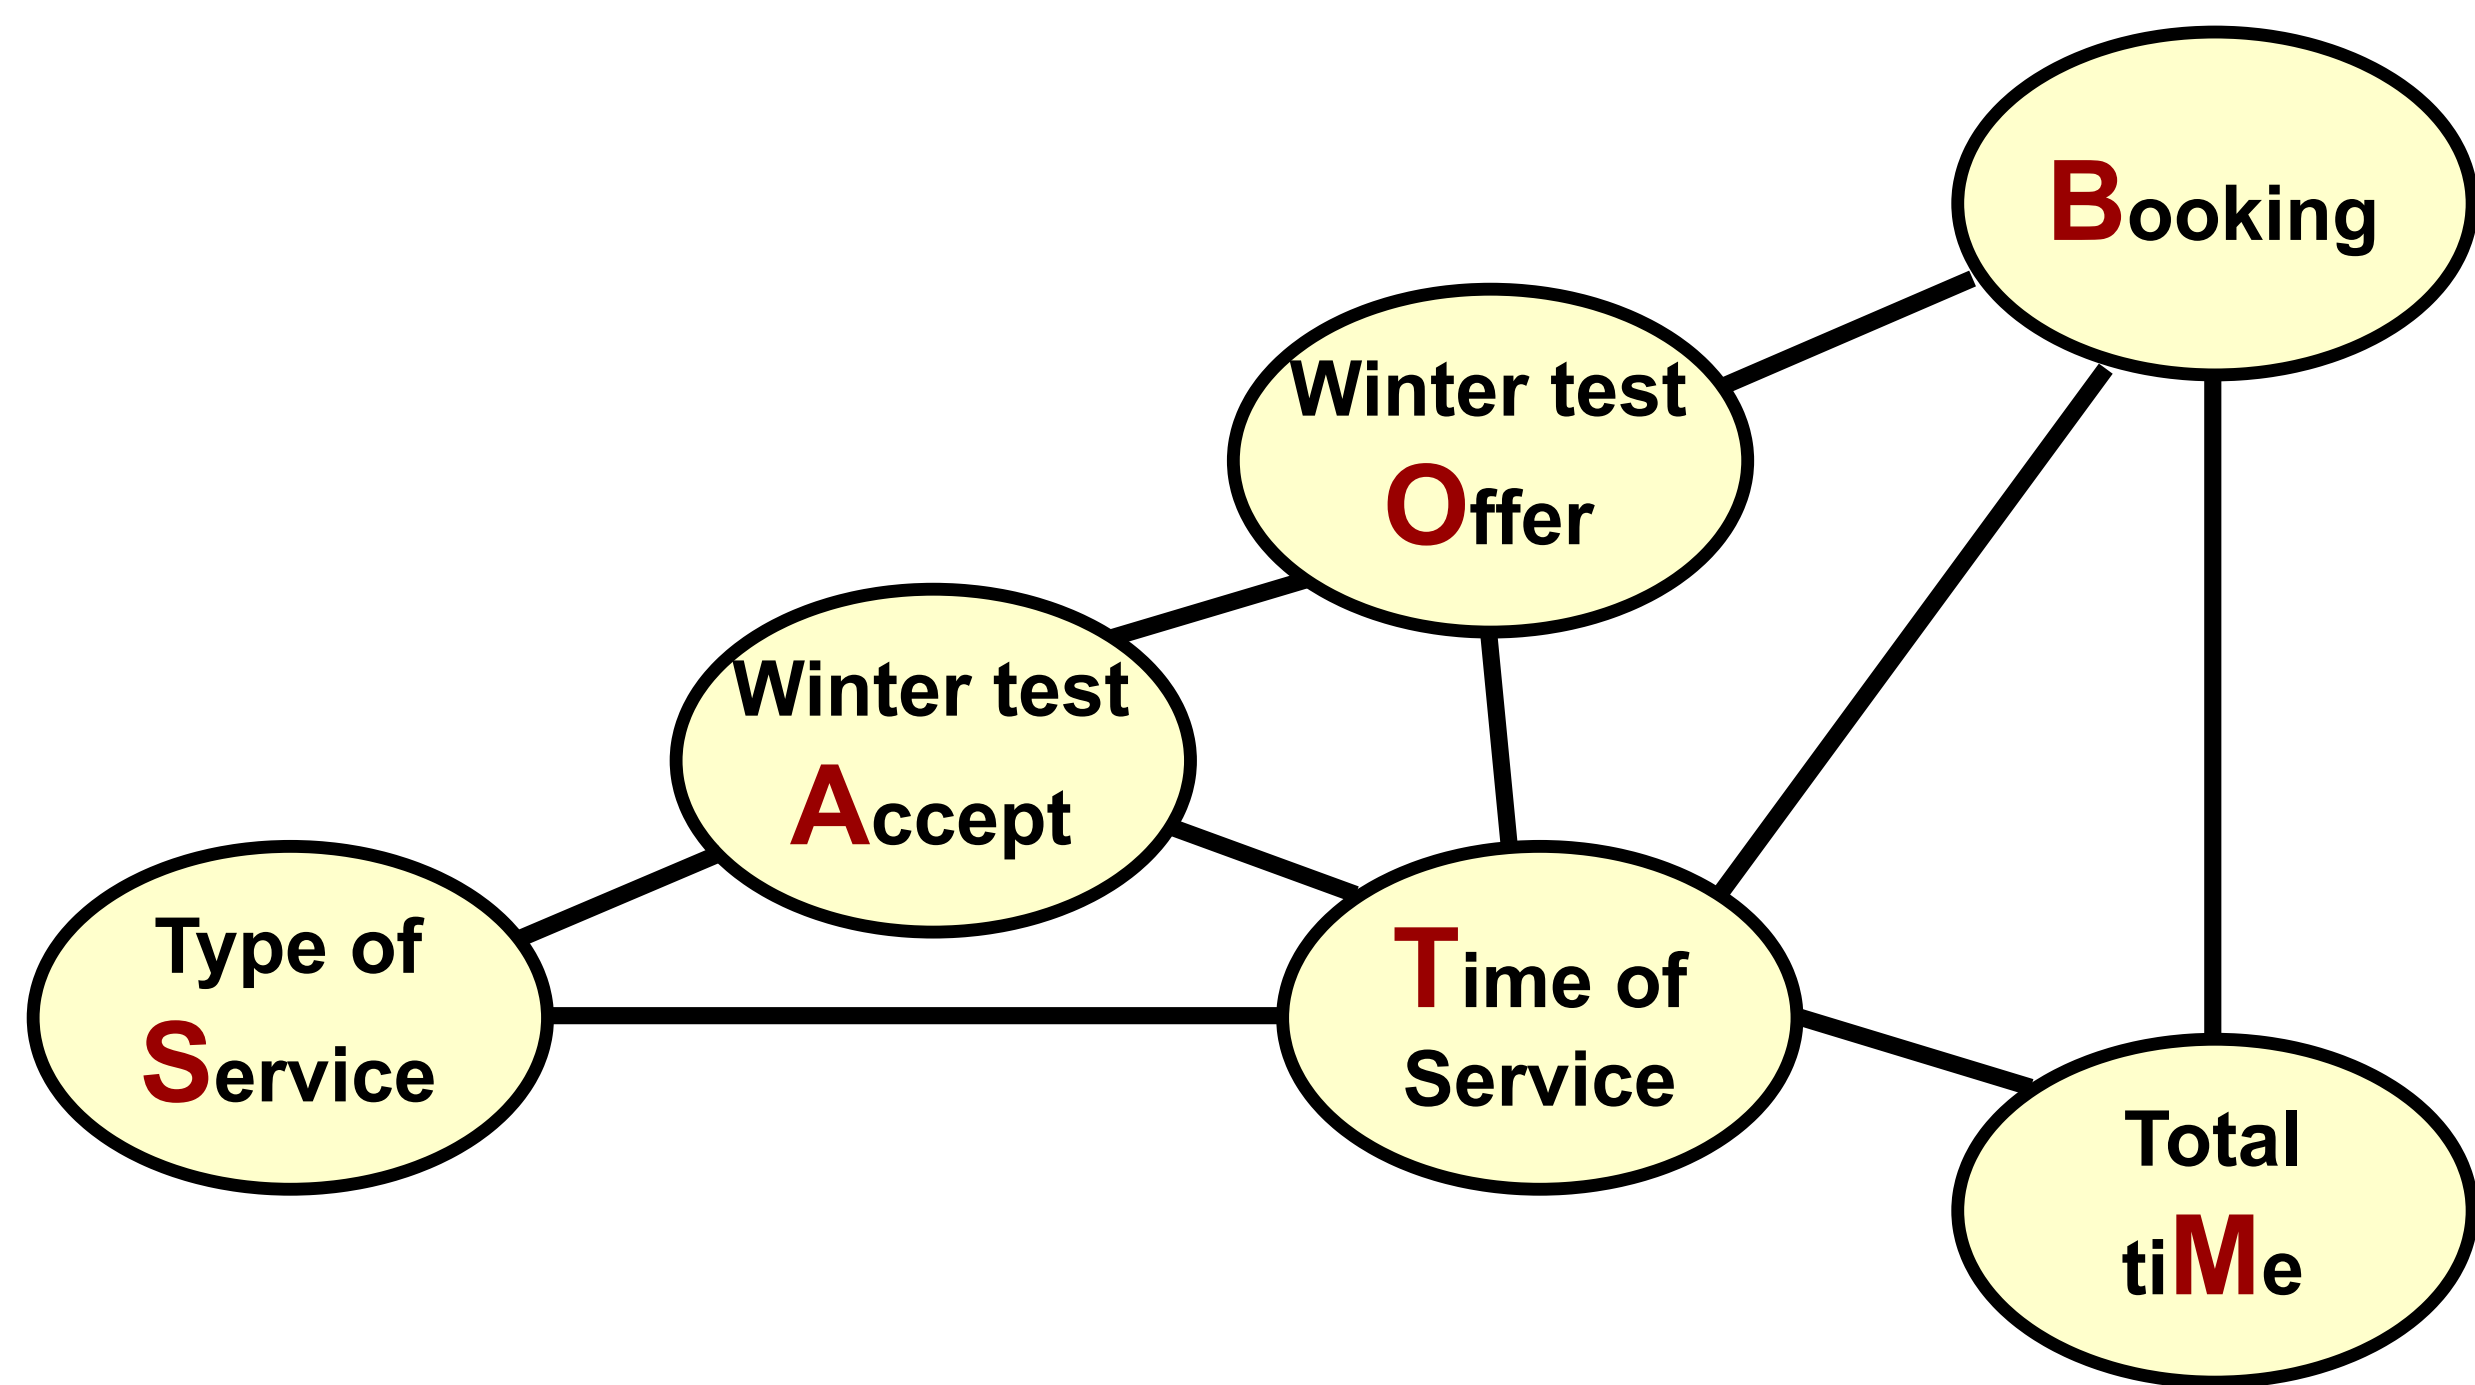 Booking
Winter test
Offer
Winter test
Accept
Type of
Service
Time of
Service
Total
tiMe